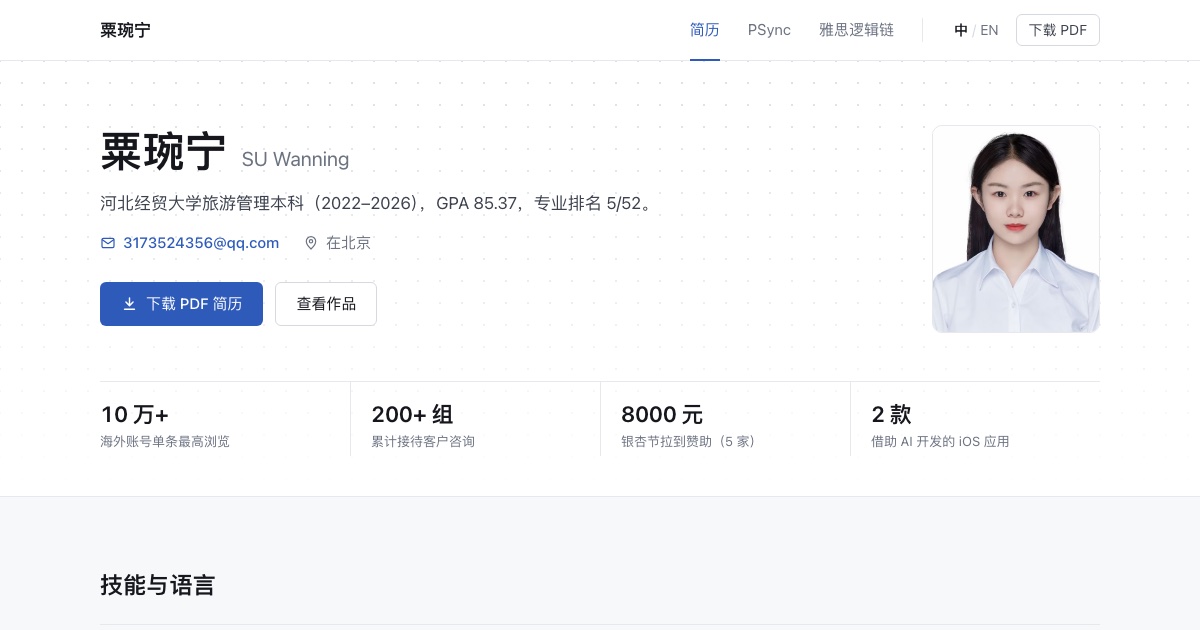 粟琬宁
简历 PSync 雅思逻辑链 中 / EN 下载 PDF
粟琬宁 SU Wanning
河北经贸大学旅游管理本科（2022–2026），GPA 85.37，专业排名 5/52。
3173524356@qq.com 在北京
下载 PDF 简历 查看作品
10 万+ 200+ 组 8000 元 2 款
海外账号单条最高浏览 累计接待客户咨询 银杏节拉到赞助（5 家） 借助 AI 开发的 iOS 应用
技能与语言